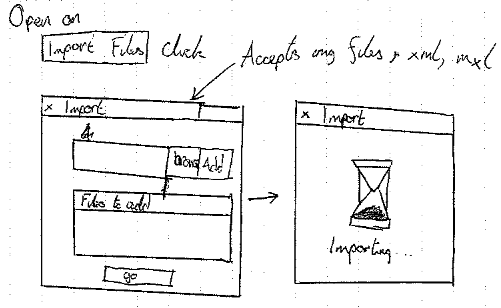 Open on
Import Files click
Accepts any files, xml, mxl
x Import
browse Add
Files to add
go
x Import
Importing ...